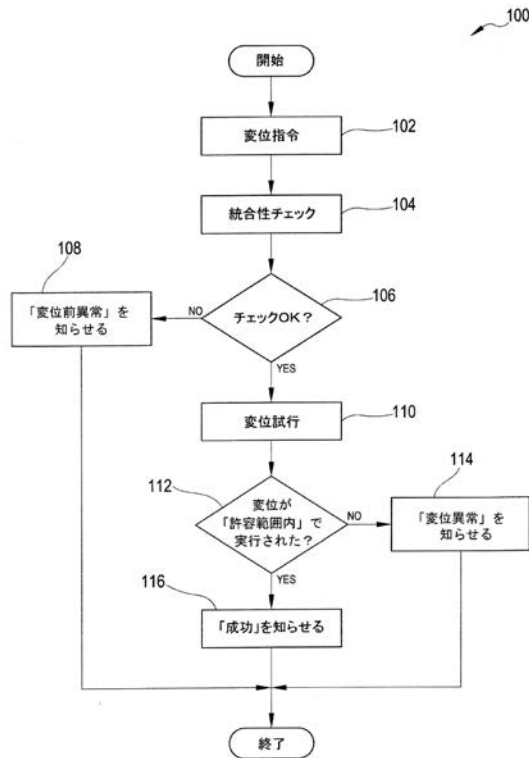 100
開始
変位指令
102
統合性チェック
104
108
「変位前異常」を
知らせる
NO
チェックOK?
106
YES
変位試行
110
112
変位が
「許容範囲内」で
実行された?
NO
114
「変位異常」を
知らせる
YES
116
「成功」を知らせる
終了